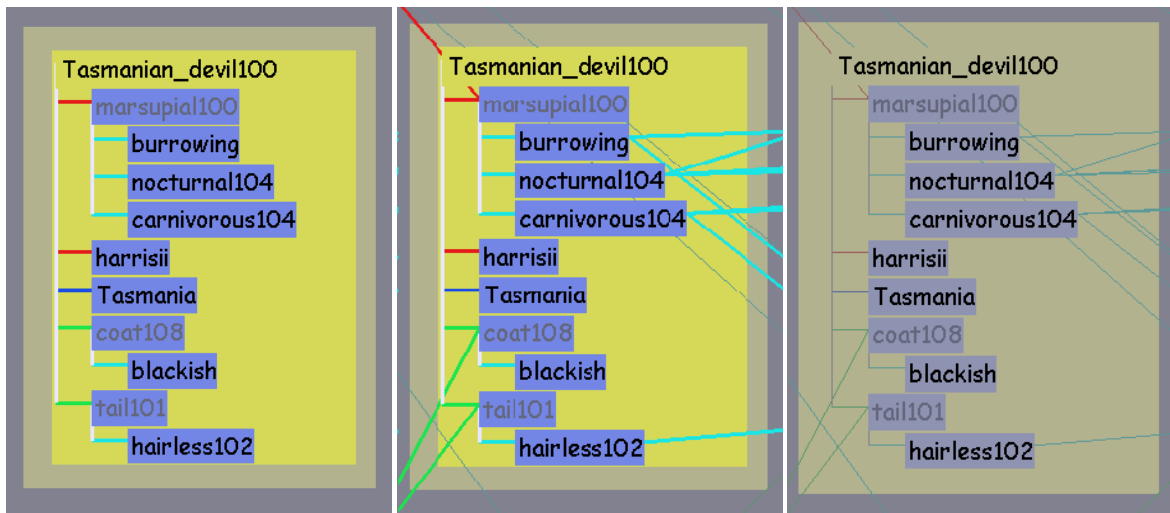 Tasmanian_devil100
marsupial100
burrowing
nocturnal104
carnivorous104
harrisii
Tasmania
coat108
blackish
tail101
hairless102
Tasmanian_devil100
marsupial100
burrowing
nocturnal104
carnivorous104
harrisii
Tasmania
coat108
blackish
tail101
hairless102
Tasmanian_devil100
marsupial100
burrowing
nocturnal104
carnivorous104
harrisii
Tasmania
coat108
blackish
tail101
hairless102